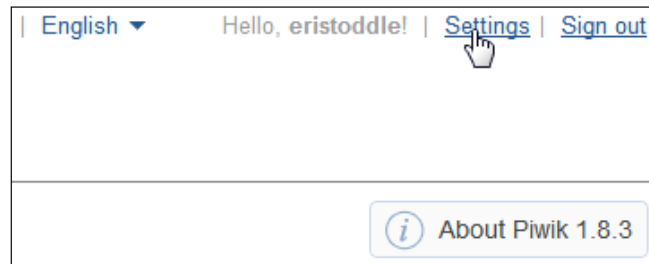 | English ▼ Hello, eristoddle! | Settings | Sign out
i About Piwik 1.8.3